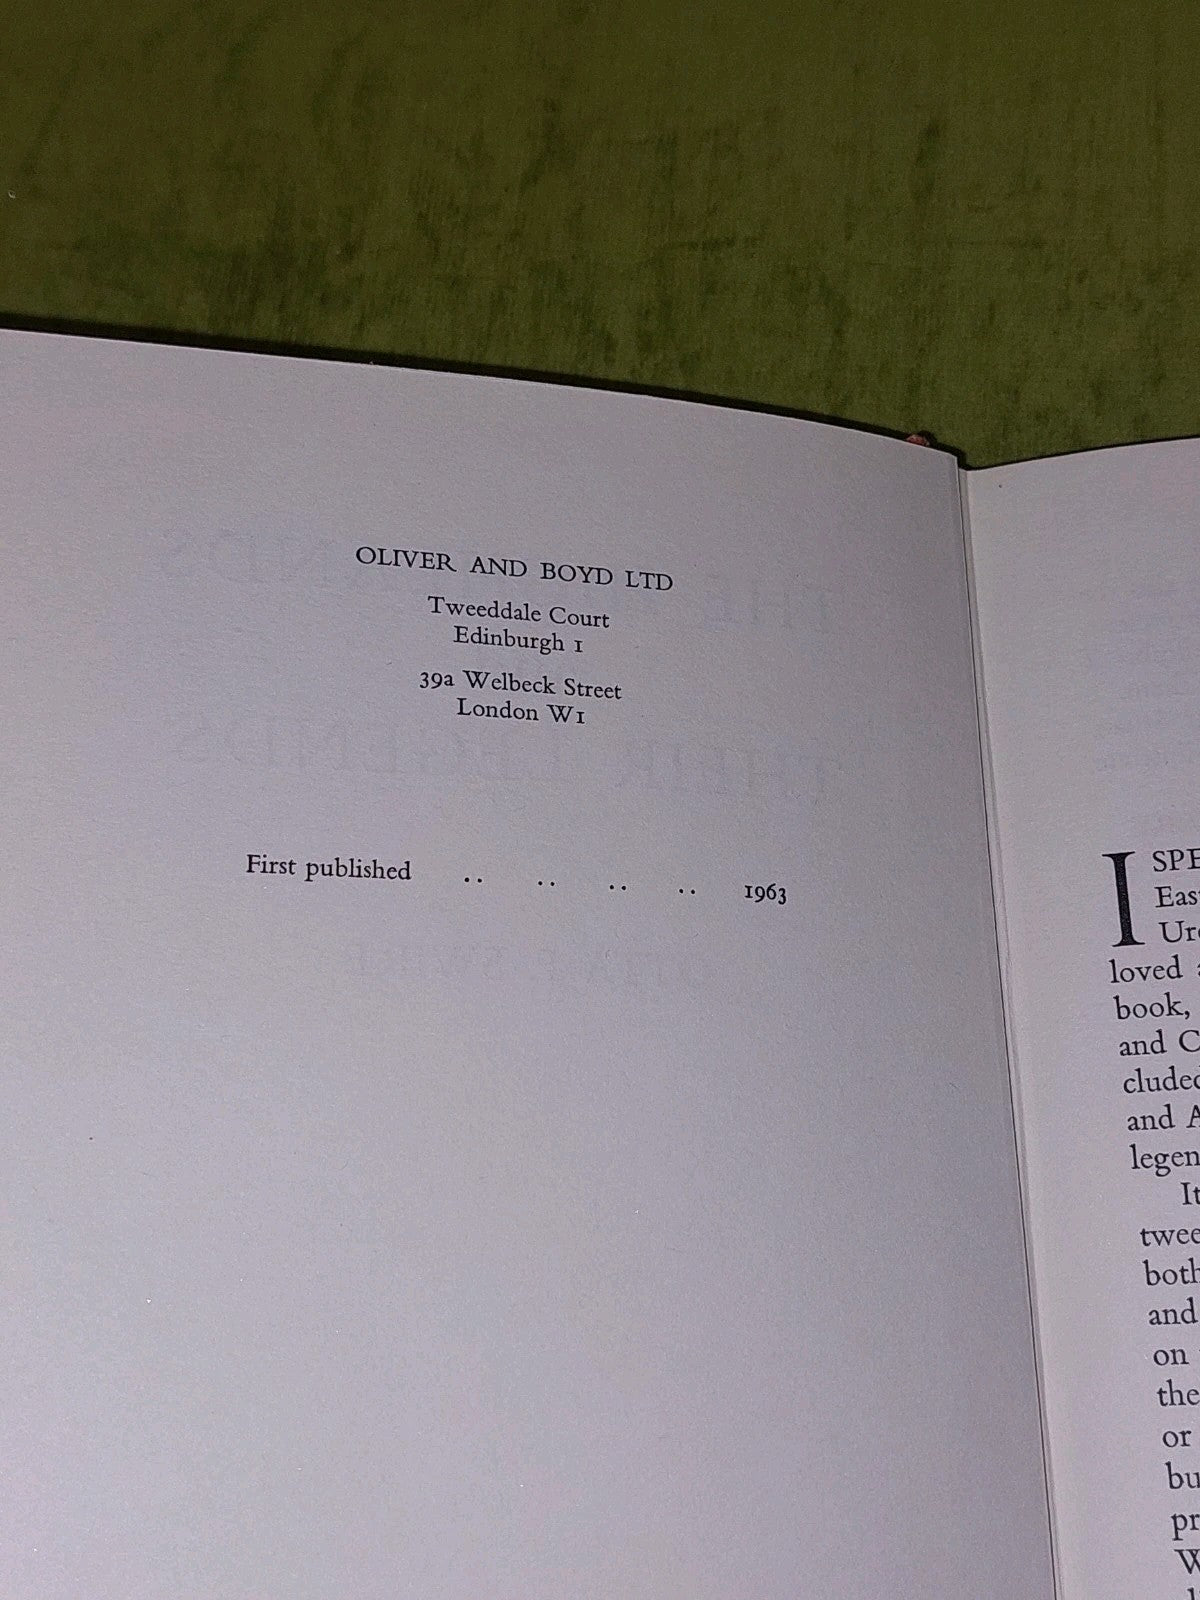 OLIVER AND BOYD LTD
Tweeddale Court
Edinburgh 1
39a Welbeck Street
London W1
First published .. .. .. .. 1963
I SPE
Eas
Ur
loved
book,
and C
clude
and A
legen
It
twee
both
and
on
the
or
bu
pr
W